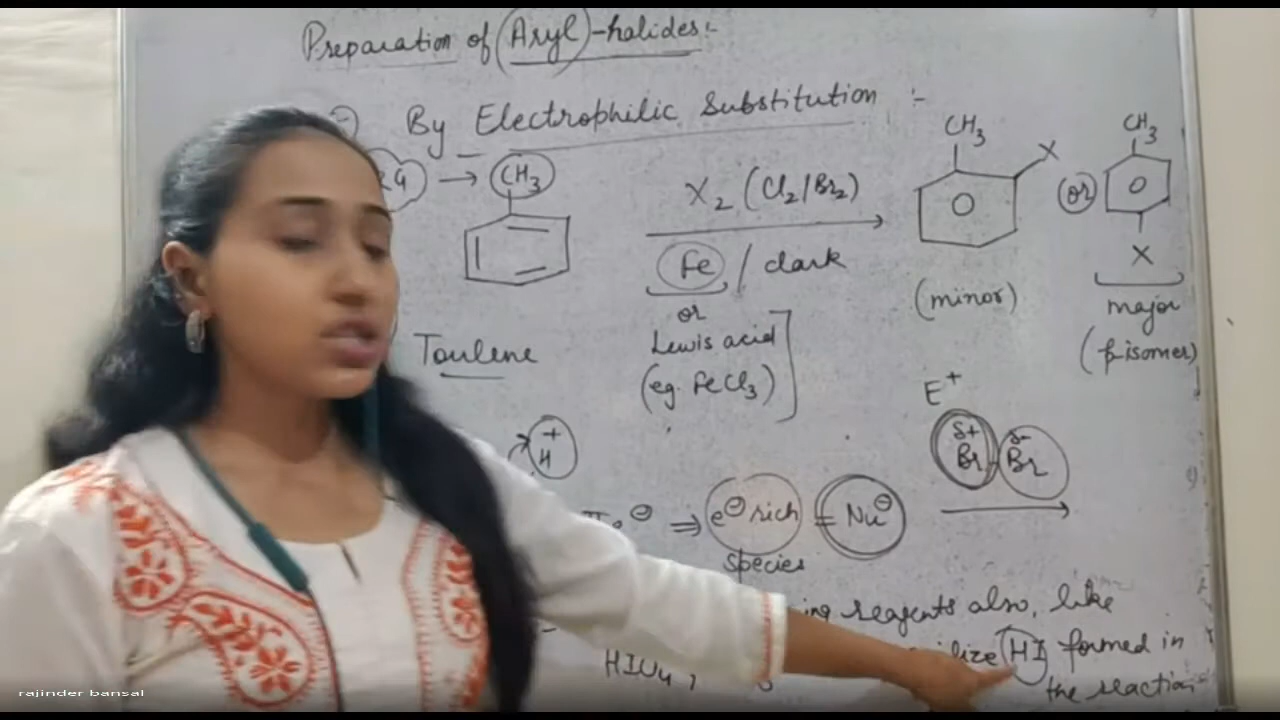 Preparation of (Aryl)-halides:-
By Electrophilic Substitution :-
CH3
X2 (Cl2/Br2)
Fe / dark
or
Lewis acid
(eg. FeCl3)
Toulene
CH3
X
(minor)
or
CH3
X
major
(p-isomer)
E+
δ+ δ-
Br Br
+
H
⇒ e⊖ rich = Nu⊖
species
reagents also, like
HI formed in
the reaction
rajinder bansal